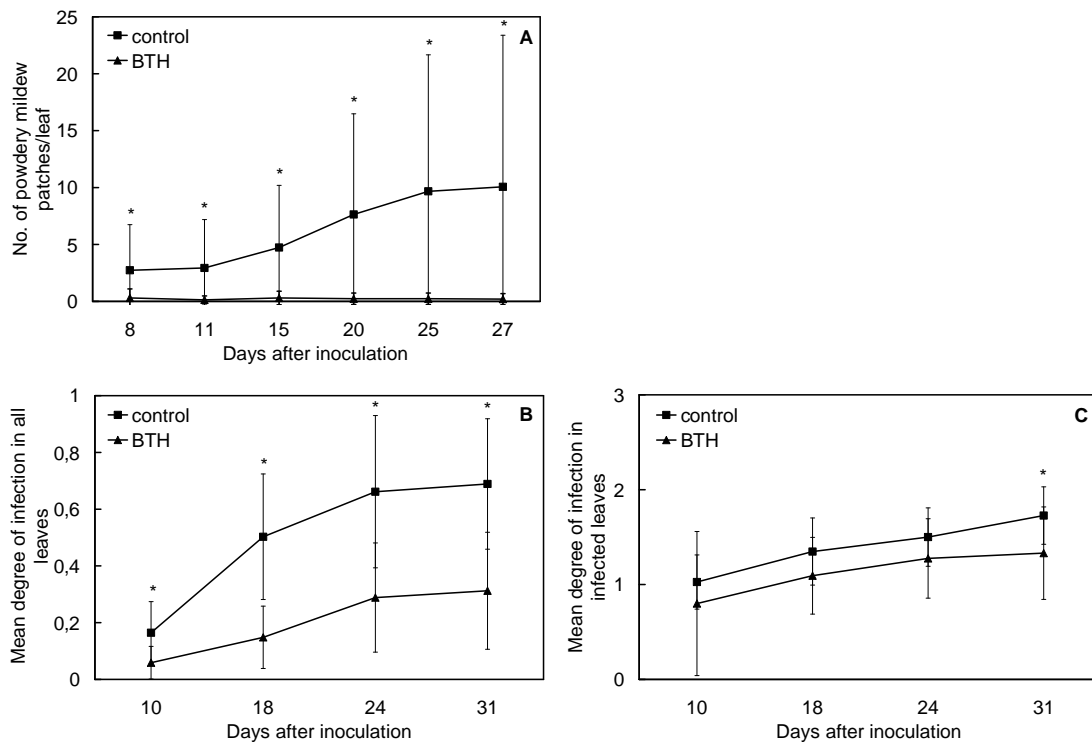 25
20
15
10
5
0
No. of powdery mildew
patches/leaf
control
BTH
A
* * * * * *
8 11 15 20 25 27
Days after inoculation
1
0,8
0,6
0,4
0,2
0
Mean degree of infection in all
leaves
control
BTH
B
* * * *
10 18 24 31
Days after inoculation
3
2
1
0
Mean degree of infection in
infected leaves
control
BTH
C
*
10 18 24 31
Days after inoculation